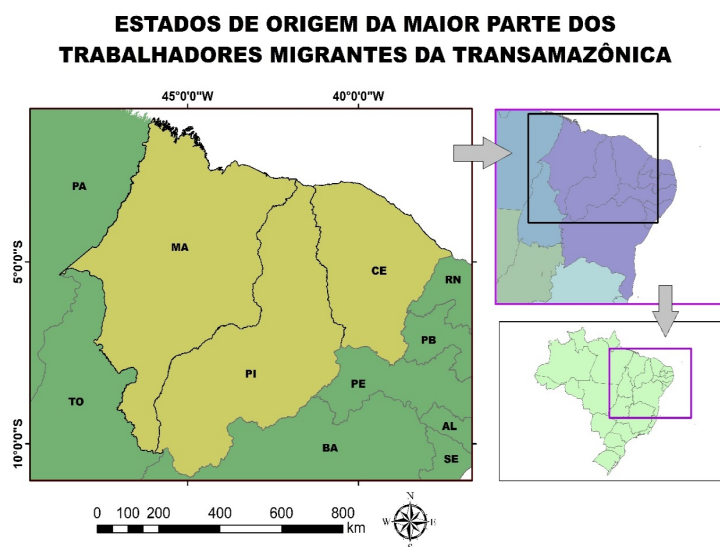 ESTADOS DE ORIGEM DA MAIOR PARTE DOS
TRABALHADORES MIGRANTES DA TRANSAMAZÔNICA
45°0'0"W 40°0'0"W
PA
MA
5°0'0"S
CE
RN
PB
PI
PE
TO
AL
BA
10°0'0"S
SE
N
W E
S
0 100 200 400 600 800
km